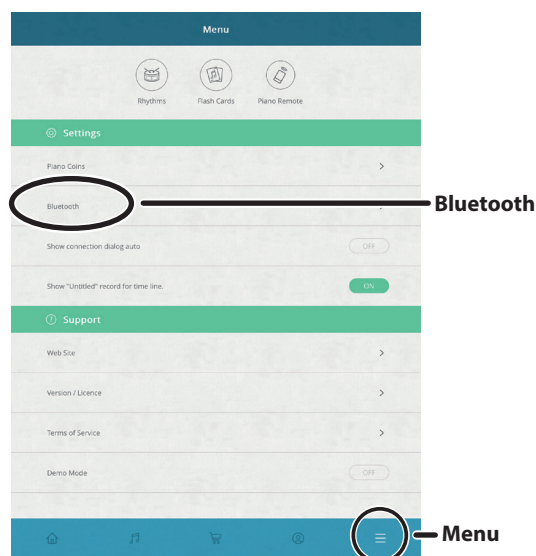 Menu
Rhythms
Flash Cards
Piano Remote
Settings
Piano Coins
Bluetooth
Bluetooth
Show connection dialog auto
OFF
Show "Untitled" record for time line.
ON
Support
Web Site
Version / Licence
Terms of Service
Demo Mode
OFF
Menu